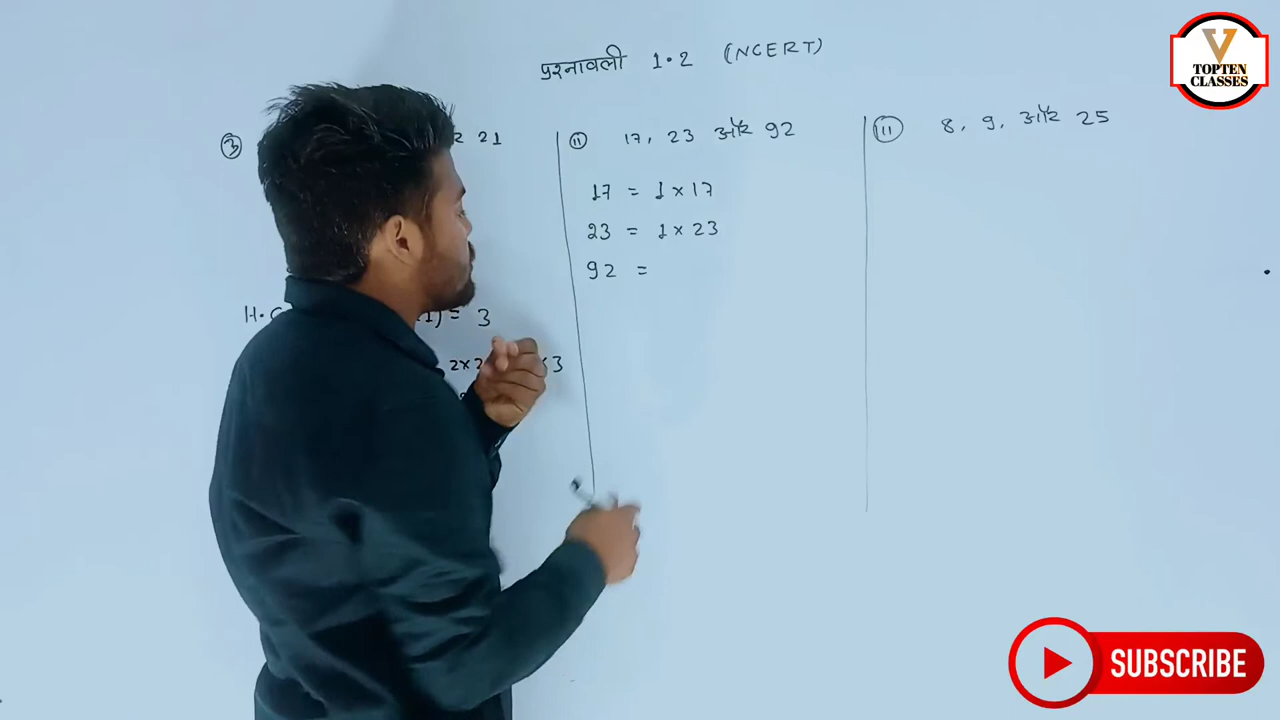 प्रश्नावली 1.2 (NCERT)
③ 21
ⅱ 17, 23 और 92
17 = 1×17
23 = 1×23
92 =
H.C = 3
2×2 ×3
ⅲ 8, 9, और 25
V
TOPTEN
CLASSES
SUBSCRIBE